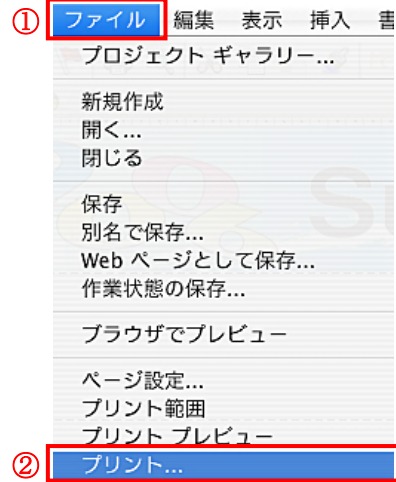 ① ファイル 編集 表示 挿入
プロジェクト ギャラリー...
新規作成
開く...
閉じる
保存
別名で保存...
Web ページとして保存...
作業状態の保存...
ブラウザでプレビュー
ページ設定...
プリント範囲
プリント プレビュー
② プリント...